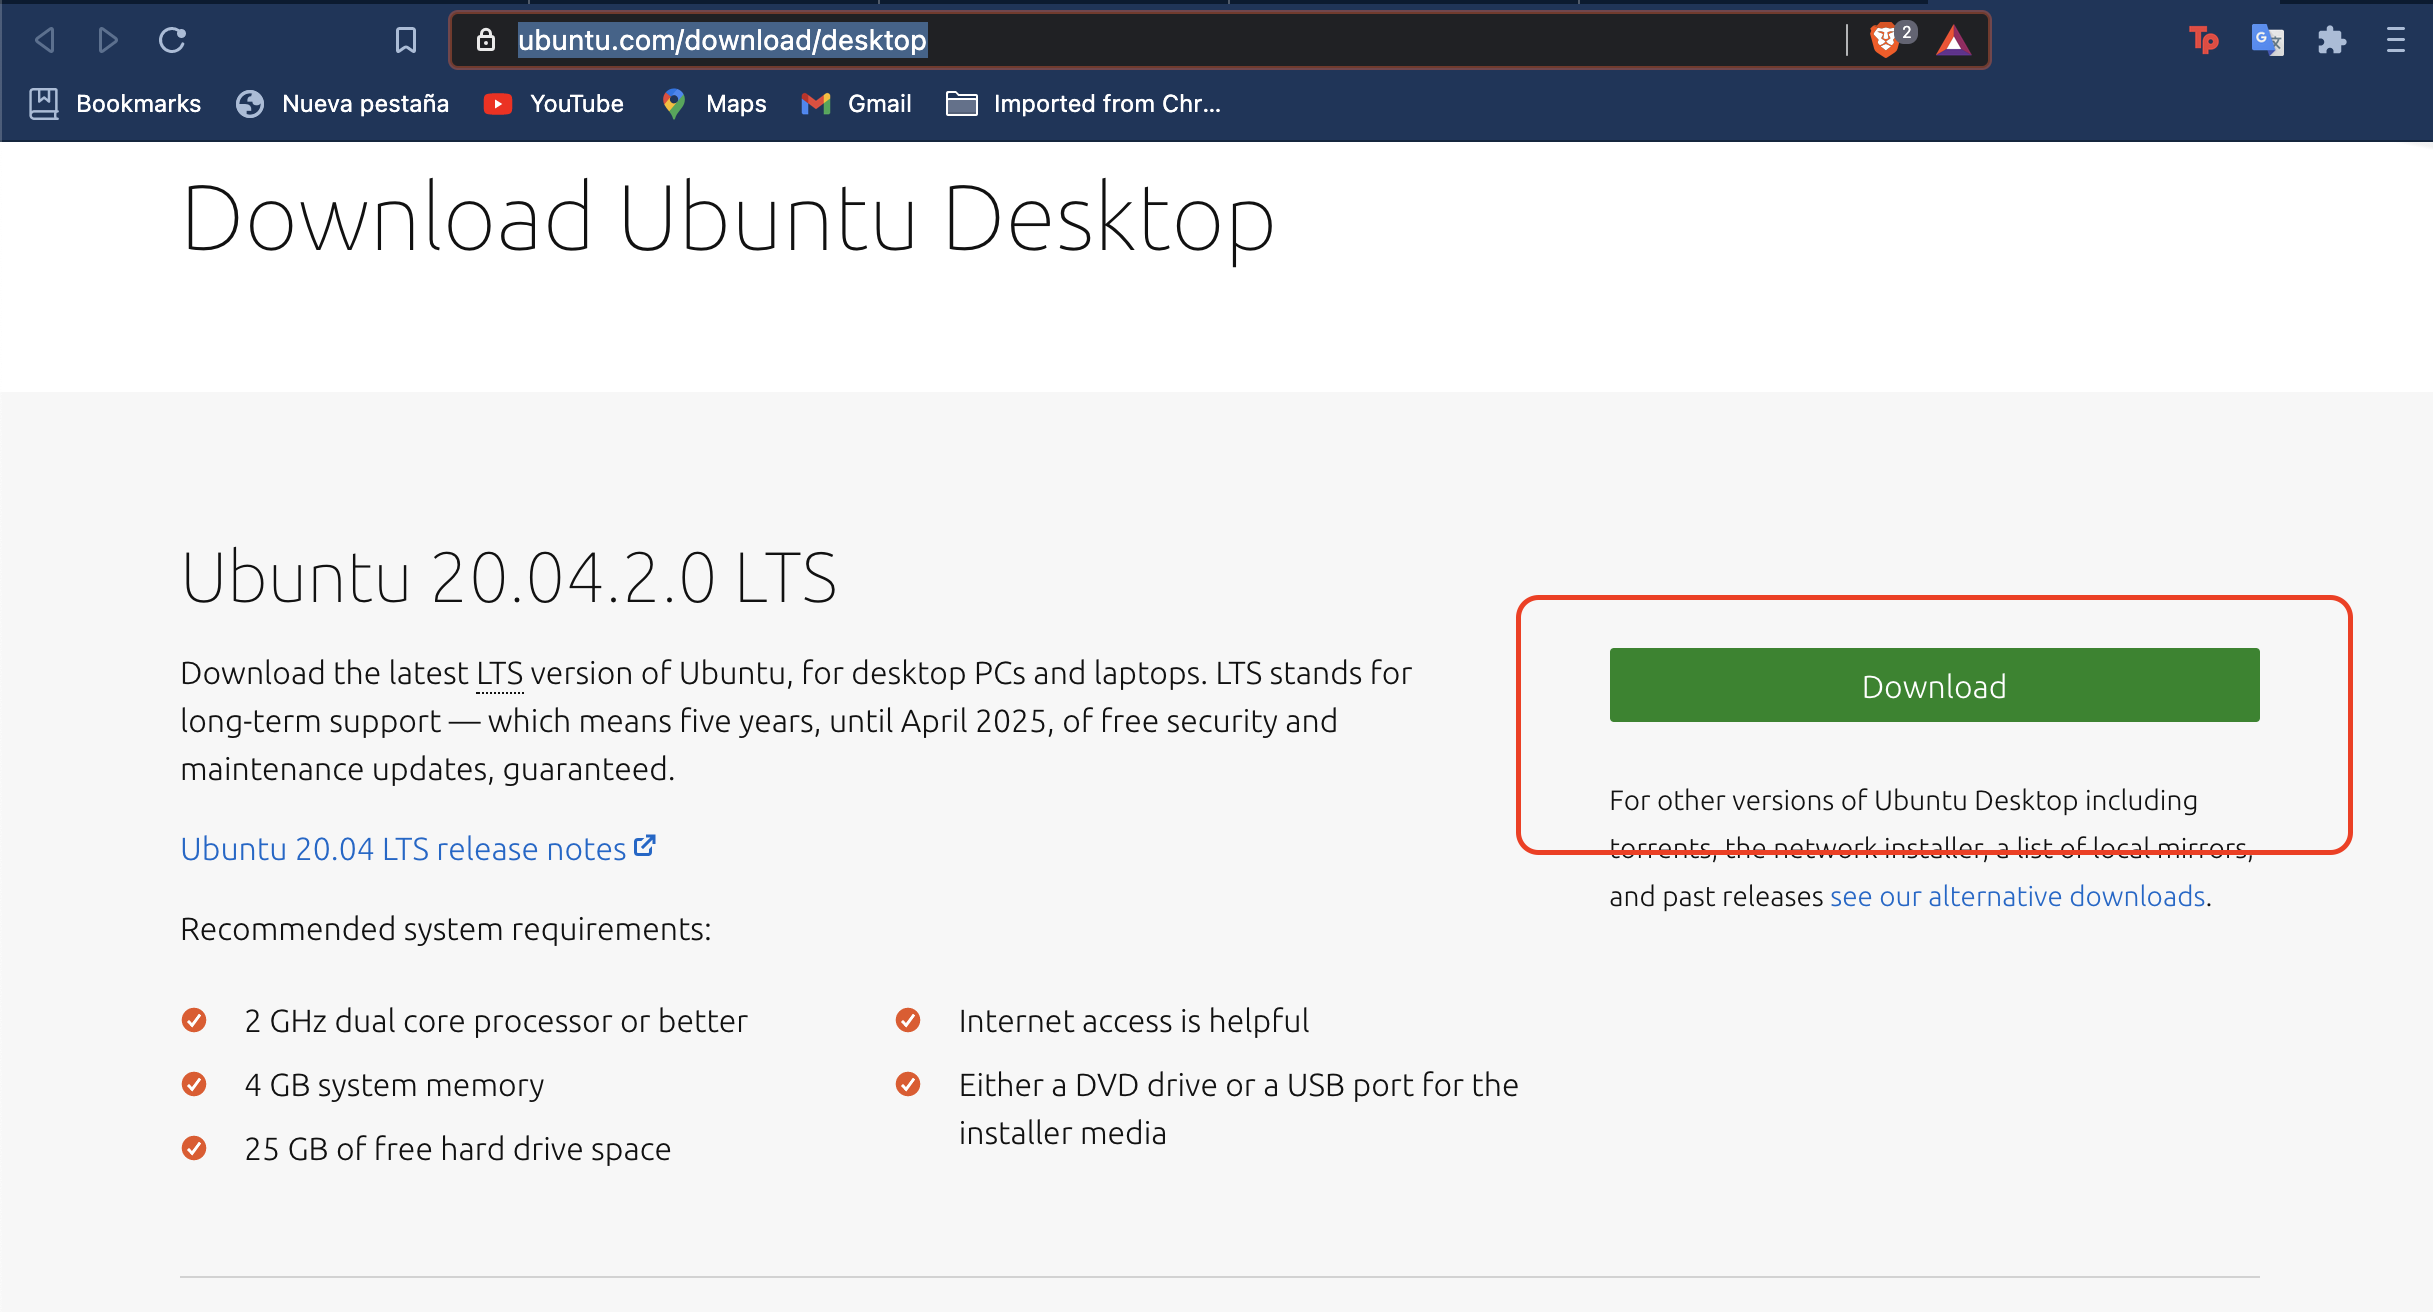 ubuntu.com/download/desktop
2
Tp
Bookmarks Nueva pestaña YouTube Maps Gmail Imported from Chr...
Download Ubuntu Desktop
Ubuntu 20.04.2.0 LTS
Download the latest LTS version of Ubuntu, for desktop PCs and laptops. LTS stands for
long-term support — which means five years, until April 2025, of free security and
maintenance updates, guaranteed.
Ubuntu 20.04 LTS release notes
Recommended system requirements:
2 GHz dual core processor or better
4 GB system memory
25 GB of free hard drive space
Internet access is helpful
Either a DVD drive or a USB port for the
installer media
Download
For other versions of Ubuntu Desktop including
torrents, the network installer, a list of local mirrors,
and past releases see our alternative downloads.